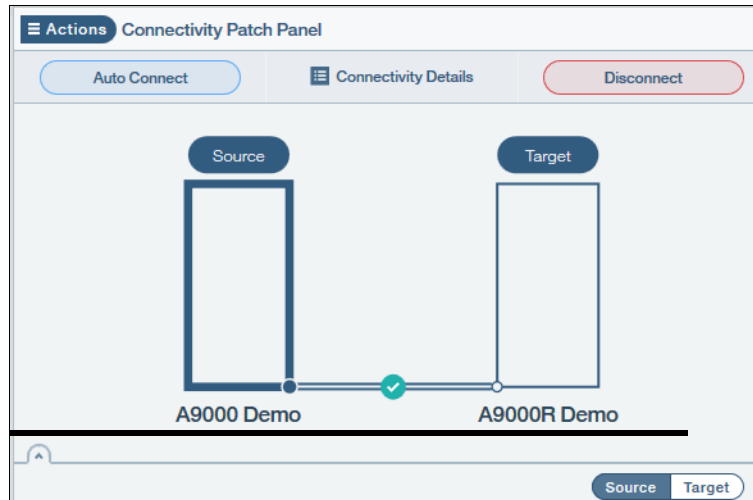 Actions Connectivity Patch Panel
Auto Connect Connectivity Details Disconnect
Source Target
A9000 Demo A9000R Demo
Source Target